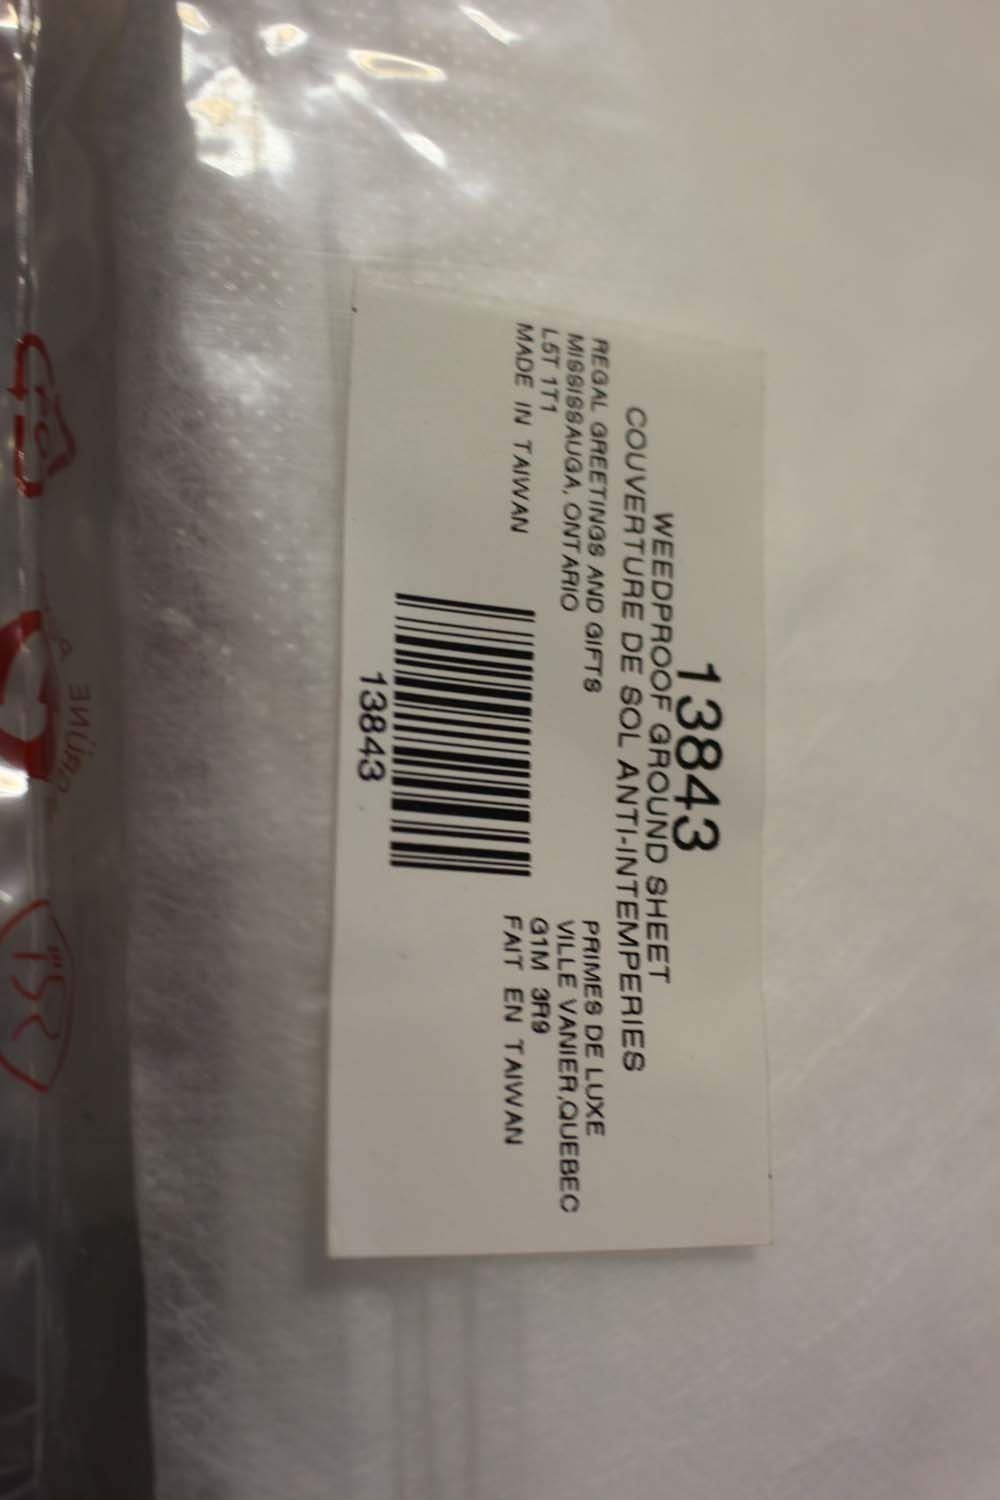 13843
WEEDPROOF GROUND SHEET
COUVERTURE DE SOL ANTI-INTEMPERIES
REGAL GREETINGS AND GIFTS
MISSISSAUGA, ONTARIO
L5T 1T1
MADE IN TAIWAN
PRIMES DE LUXE
VILLE VANIER,QUEBEC
G1M 3R9
FAIT EN TAIWAN
13843